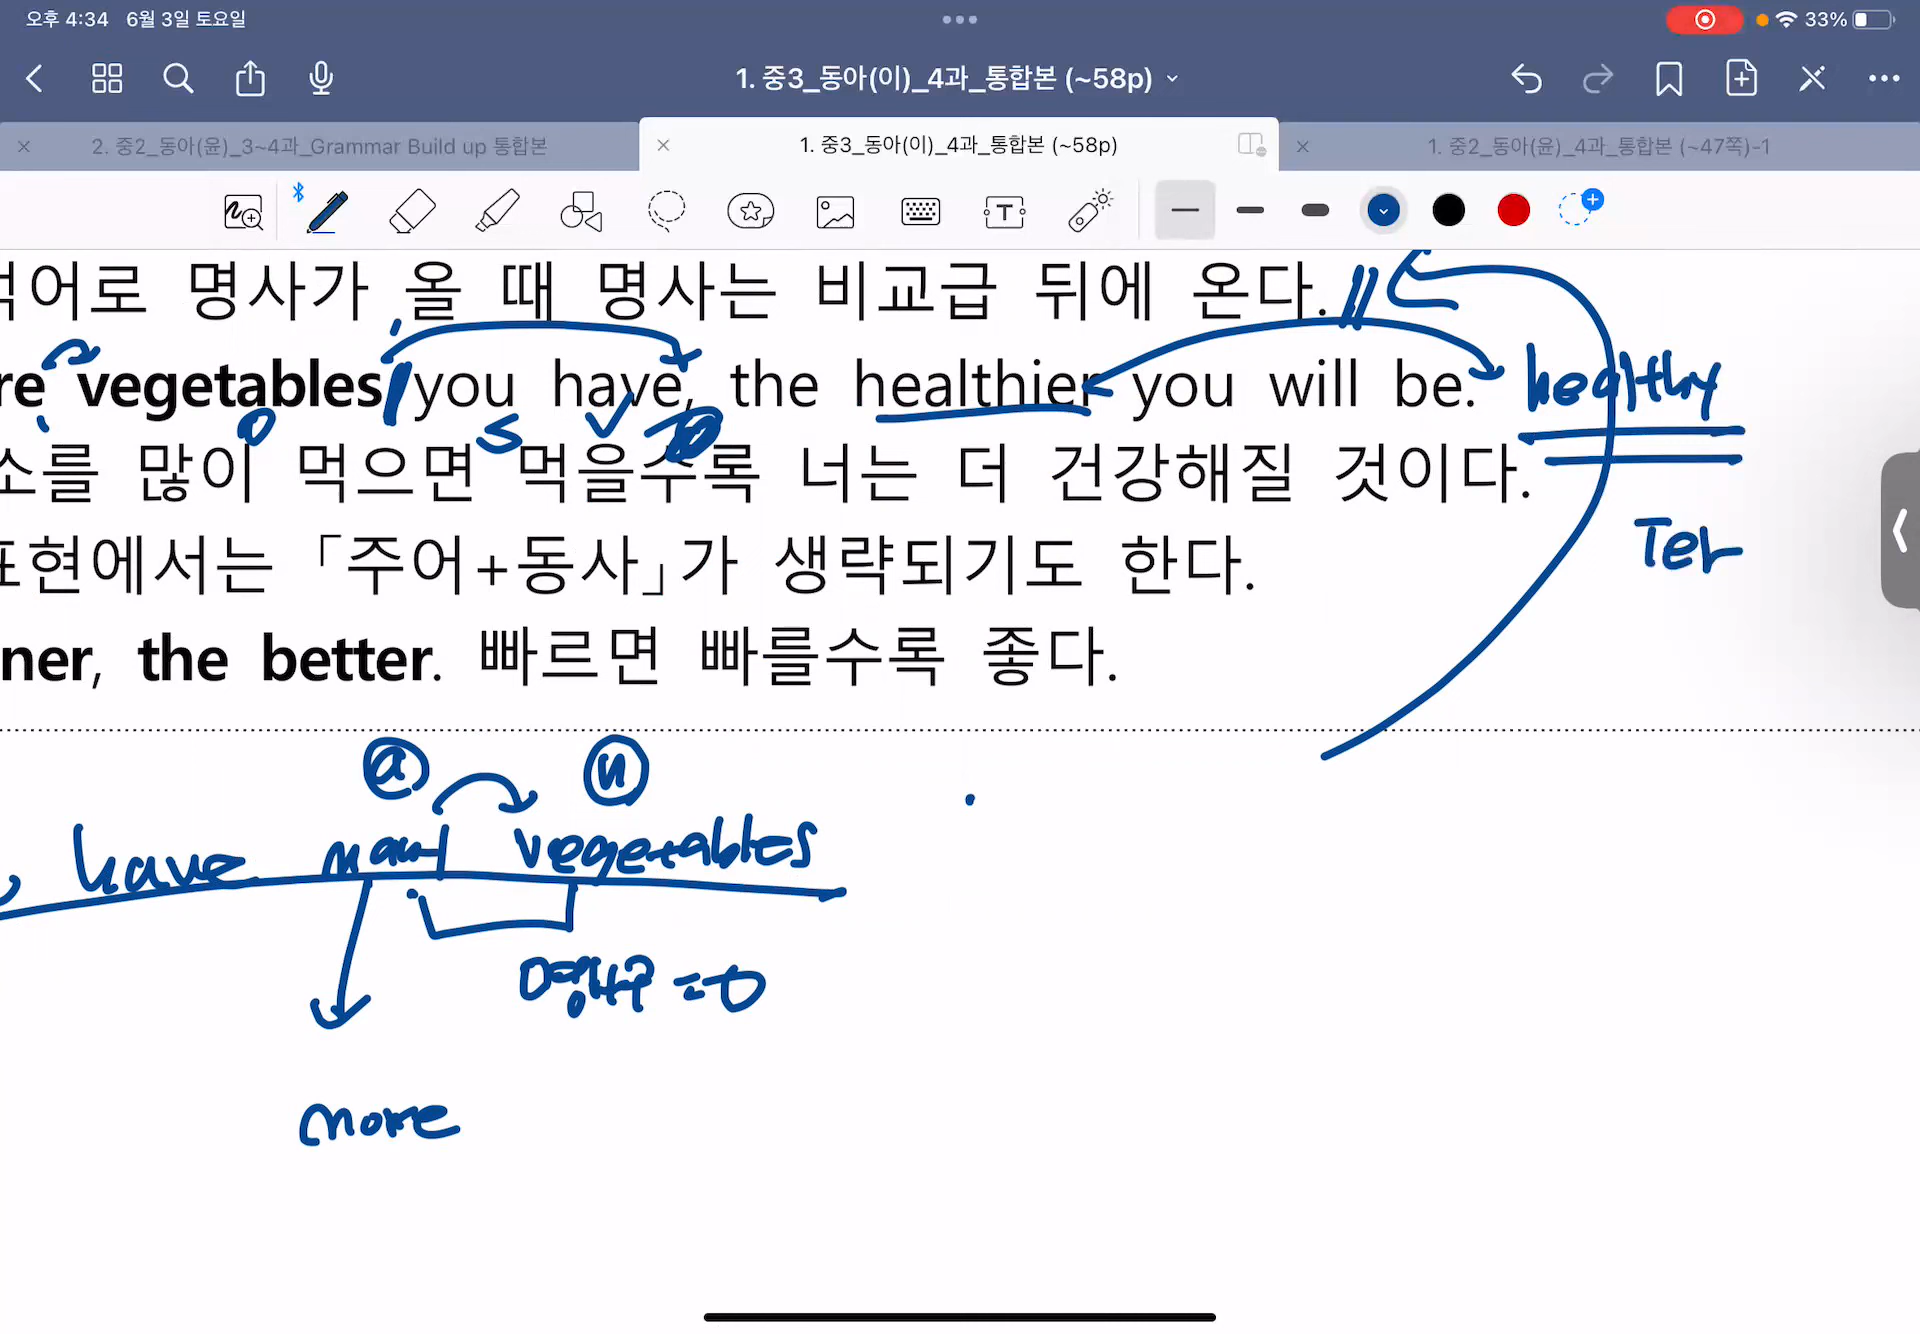 오후 4:34 6월 3일 토요일 33%
1. 중3_동아(이)_4과_통합본 (~58p)
2. 중2_동아(윤)_3~4과_Grammar Build up 통합본
1. 중3_동아(이)_4과_통합본 (~58p)
1. 중2_동아(윤)_4과_통합본 (~47쪽)-1
어로 명사가 올 때 명사는 비교급 뒤에 온다.
re vegetables you have, the healthier you will be. healthy
O S V
소를 많이 먹으면 먹을수록 너는 더 건강해질 것이다.
표현에서는 「주어+동사」가 생략되기도 한다.
ner, the better. 빠르면 빠를수록 좋다.
a n
have many vegetables
more